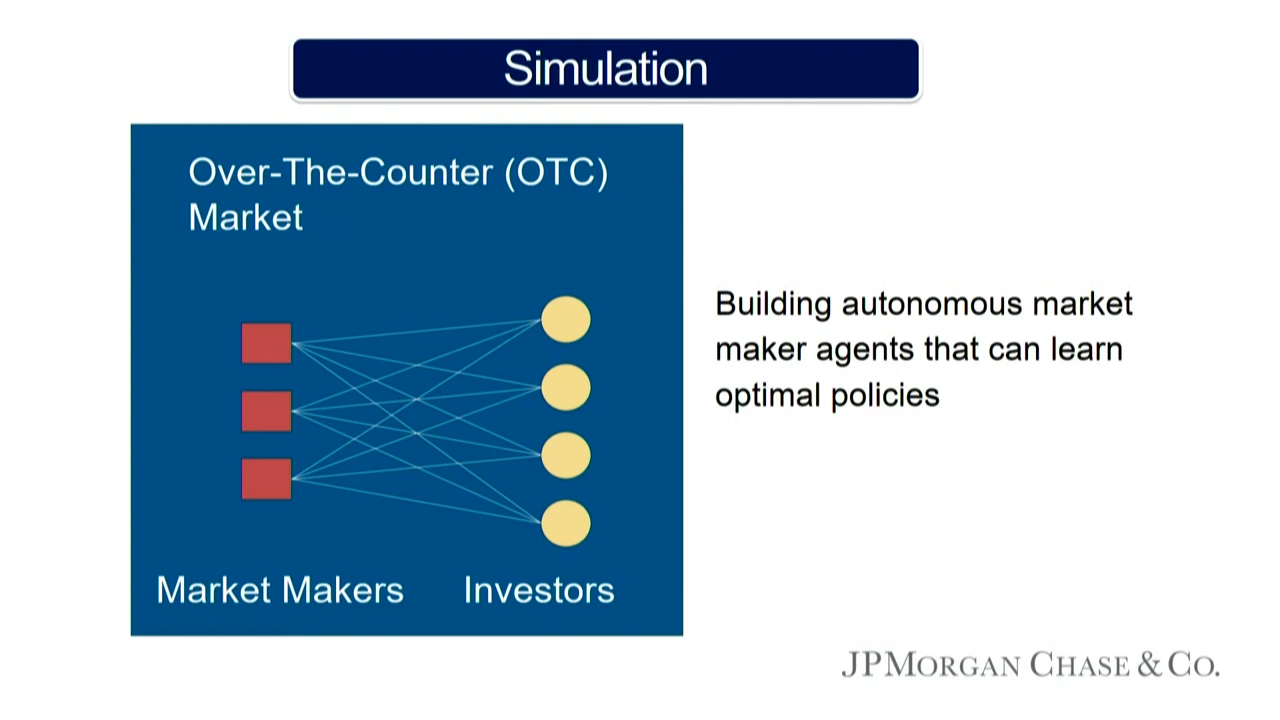 Simulation
Over-The-Counter (OTC)
Market
Building autonomous market
maker agents that can learn
optimal policies
Market Makers
Investors
JPMORGAN CHASE & CO.